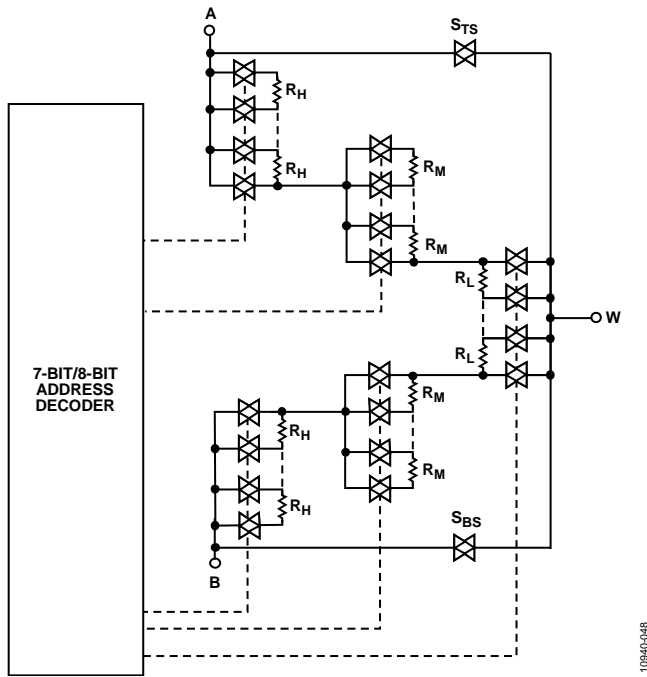 A
S_TS
R_H
R_H
R_M
R_M
R_L
R_L
W
7-BIT/8-BIT
ADDRESS
DECODER
R_M
R_H
R_M
R_H
S_BS
B
10940-048